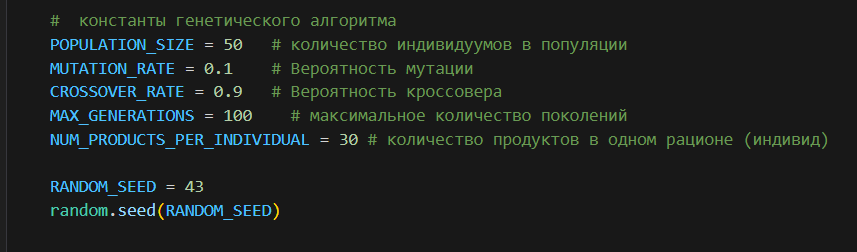 #  константы генетического алгоритма
POPULATION_SIZE = 50   # количество индивидуумов в популяции
MUTATION_RATE = 0.1    # Вероятность мутации
CROSSOVER_RATE = 0.9   # Вероятность кроссовера
MAX_GENERATIONS = 100    # максимальное количество поколений
NUM_PRODUCTS_PER_INDIVIDUAL = 30 # количество продуктов в одном рационе (индивид)
RANDOM_SEED = 43
random.seed(RANDOM_SEED)